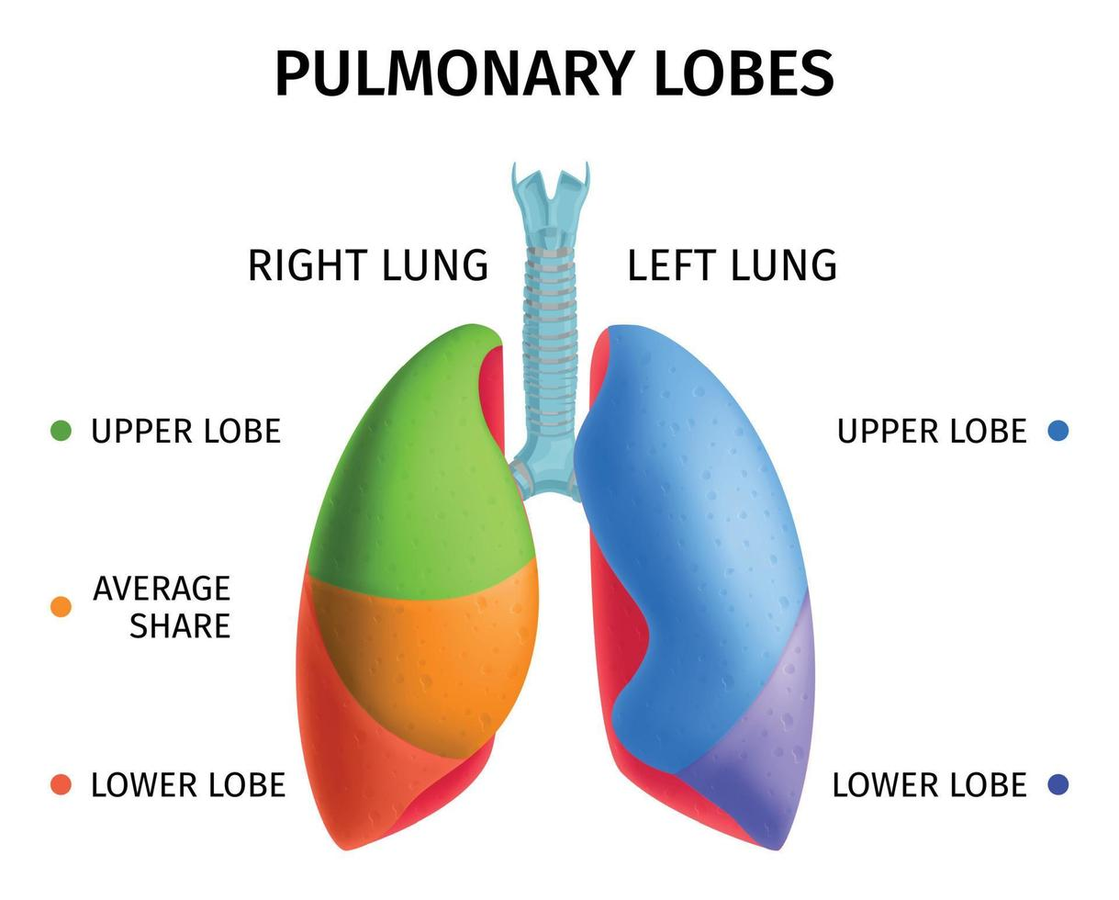 PULMONARY LOBES
RIGHT LUNG
LEFT LUNG
UPPER LOBE
UPPER LOBE
AVERAGE
SHARE
LOWER LOBE
LOWER LOBE